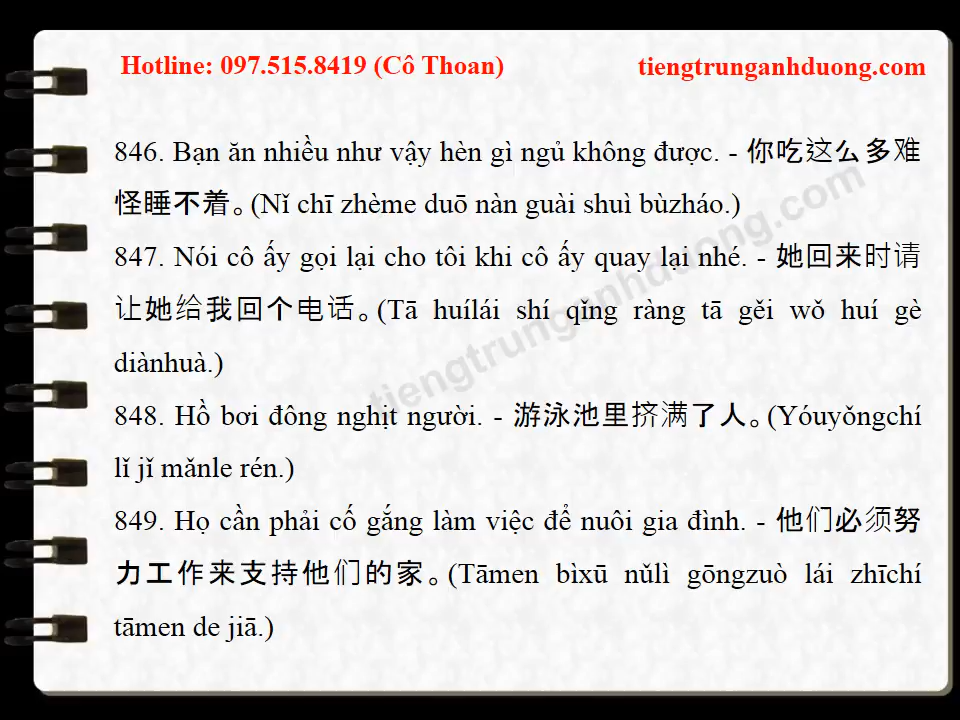 Hotline: 097.515.8419 (Cô Thoan) tiengtrunganhduong.com
846. Bạn ăn nhiều như vậy hèn gì ngủ không được. - 你吃这么多难
怪睡不着。(Nǐ chī zhème duō nàn guài shuì bùzháo.)
847. Nói cô ấy gọi lại cho tôi khi cô ấy quay lại nhé. - 她回来时请
让她给我回个电话。(Tā huílái shí qǐng ràng tā gěi wǒ huí gè
diànhuà.)
848. Hồ bơi đông nghịt người. - 游泳池里挤满了人。(Yóuyǒngchí
lǐ jǐ mǎnle rén.)
849. Họ cần phải cố gắng làm việc để nuôi gia đình. - 他们必须努
力工作来支持他们的家。(Tāmen bìxū nǔlì gōngzuò lái zhīchí
tāmen de jiā.)
tiengtrunganhduong.com